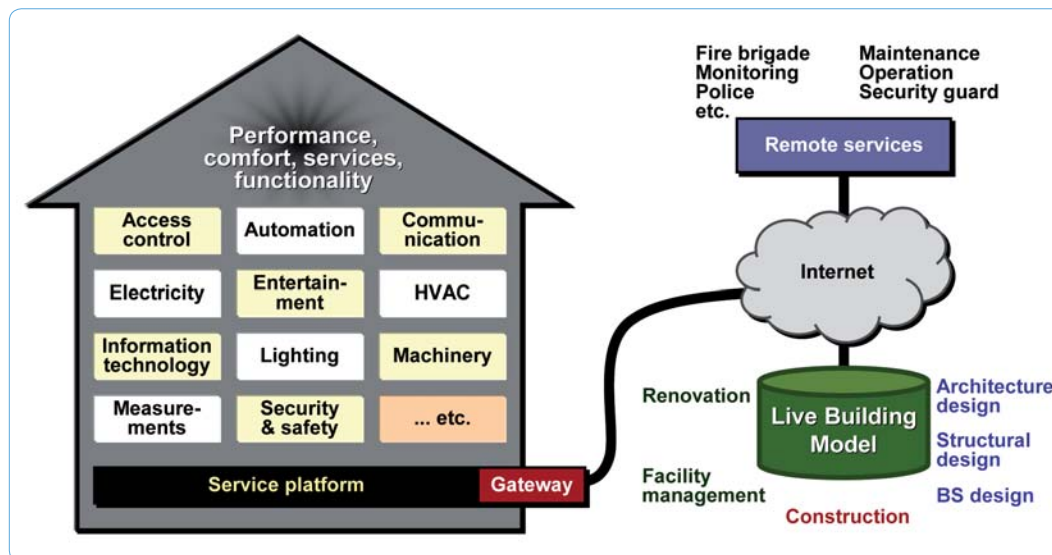 Performance,
comfort, services,
functionality
Access
control
Automation
Commu-
nication
Electricity
Entertain-
ment
HVAC
Information
technology
Lighting
Machinery
Measure-
ments
Security
& safety
... etc.
Service platform
Gateway
Fire brigade
Monitoring
Police
etc.
Maintenance
Operation
Security guard
Remote services
Internet
Live Building
Model
Renovation
Facility
management
Construction
Architecture
design
Structural
design
BS design